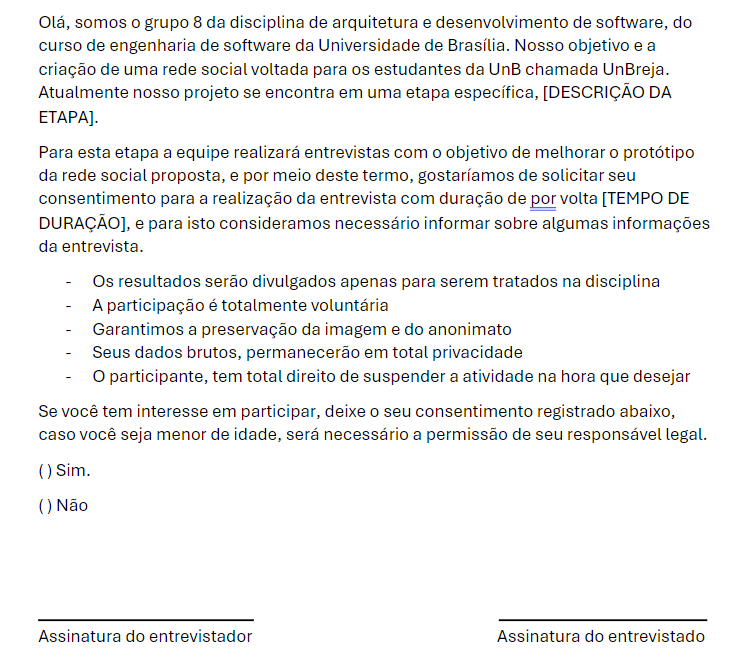 Olá, somos o grupo 8 da disciplina de arquitetura e desenvolvimento de software, do
curso de engenharia de software da Universidade de Brasília. Nosso objetivo e a
criação de uma rede social voltada para os estudantes da UnB chamada UnBreja.
Atualmente nosso projeto se encontra em uma etapa específica, [DESCRIÇÃO DA
ETAPA].
Para esta etapa a equipe realizará entrevistas com o objetivo de melhorar o protótipo
da rede social proposta, e por meio deste termo, gostaríamos de solicitar seu
consentimento para a realização da entrevista com duração de por volta [TEMPO DE
DURAÇÃO], e para isto consideramos necessário informar sobre algumas informações
da entrevista.
- Os resultados serão divulgados apenas para serem tratados na disciplina
- A participação é totalmente voluntária
- Garantimos a preservação da imagem e do anonimato
- Seus dados brutos, permanecerão em total privacidade
- O participante, tem total direito de suspender a atividade na hora que desejar
Se você tem interesse em participar, deixe o seu consentimento registrado abaixo,
caso você seja menor de idade, será necessário a permissão de seu responsável legal.
( ) Sim.
( ) Não
Assinatura do entrevistador Assinatura do entrevistado